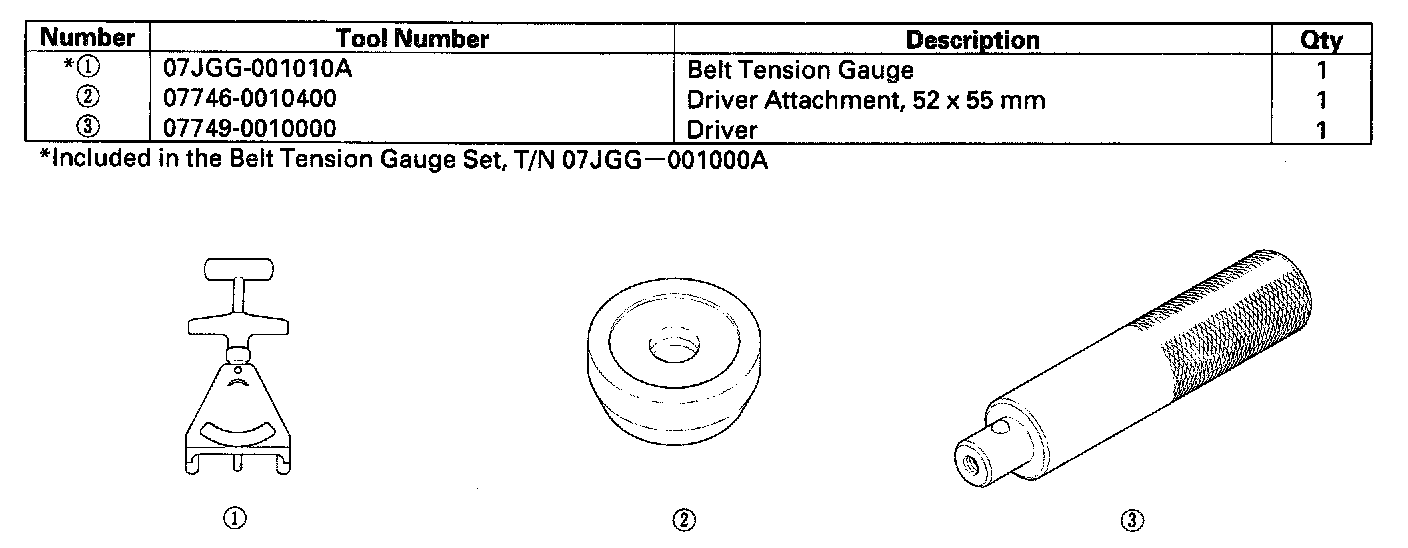 Number Tool Number Description Qty
*① 07JGG-001010A Belt Tension Gauge 1
② 07746-0010400 Driver Attachment, 52 x 55 mm 1
③ 07749-0010000 Driver 1
*Included in the Belt Tension Gauge Set, T/N 07JGG—001000A
① ② ③